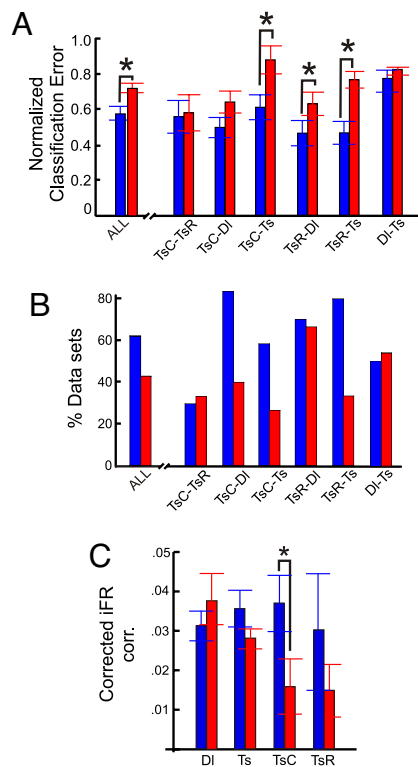 A
Normalized
Classification Error
1.0
0.8
0.6
0.4
0.2
0
*
*
*
*
ALL
TsC-TsR
TsC-DI
TsC-Ts
TsR-DI
TsR-Ts
DI-Ts
B
% Data sets
80
60
40
20
0
ALL
TsC-TsR
TsC-DI
TsC-Ts
TsR-DI
TsR-Ts
DI-Ts
C
Corrected iFR
corr.
.05
.04
.03
.02
.01
*
DI
Ts
TsC
TsR